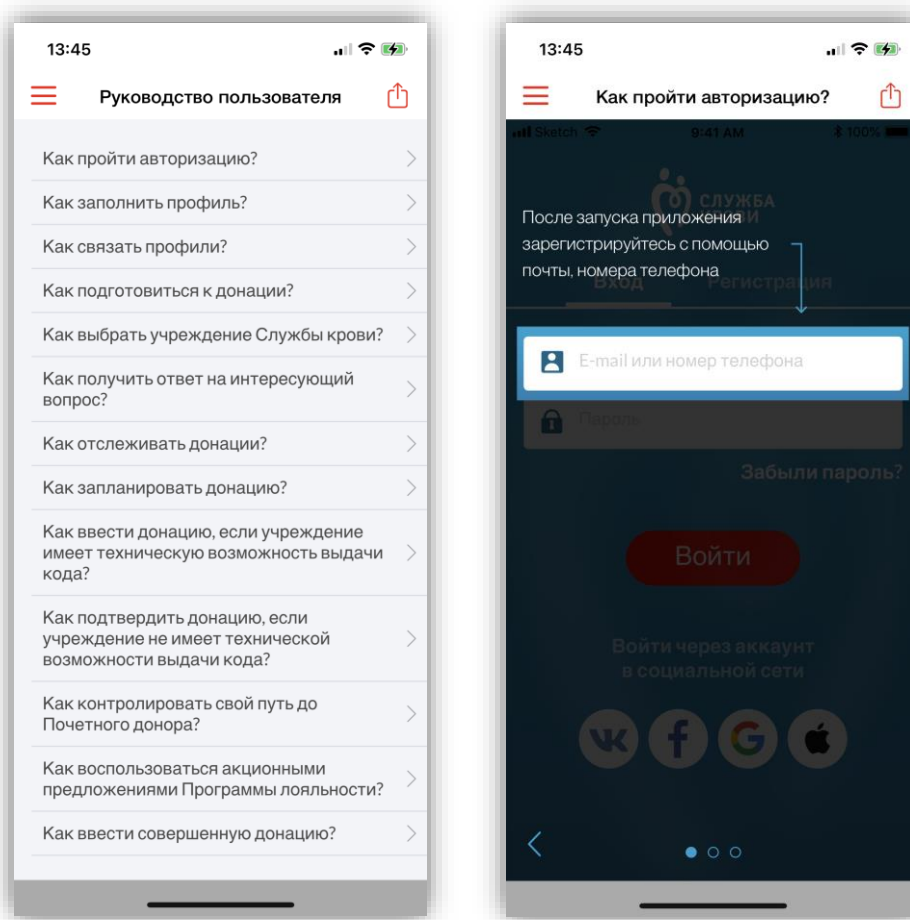 13:45
Руководство пользователя
Как пройти авторизацию?
Как заполнить профиль?
Как связать профили?
Как подготовиться к донации?
Как выбрать учреждение Службы крови?
Как получить ответ на интересующий
вопрос?
Как отслеживать донации?
Как запланировать донацию?
Как ввести донацию, если учреждение
имеет техническую возможность выдачи
кода?
Как подтвердить донацию, если
учреждение не имеет технической
возможности выдачи кода?
Как контролировать свой путь до
Почетного донора?
Как воспользоваться акционными
предложениями Программы лояльности?
Как ввести совершенную донацию?
13:45
Как пройти авторизацию?
Sketch 9:41 AM 100%
СЛУЖБА
После запуска приложения
зарегистрируйтесь с помощью
почты, номера телефона
Вход Регистрация
E-mail или номер телефона
Пароль
Забыли пароль?
Войти
Войти через аккаунт
в социальной сети